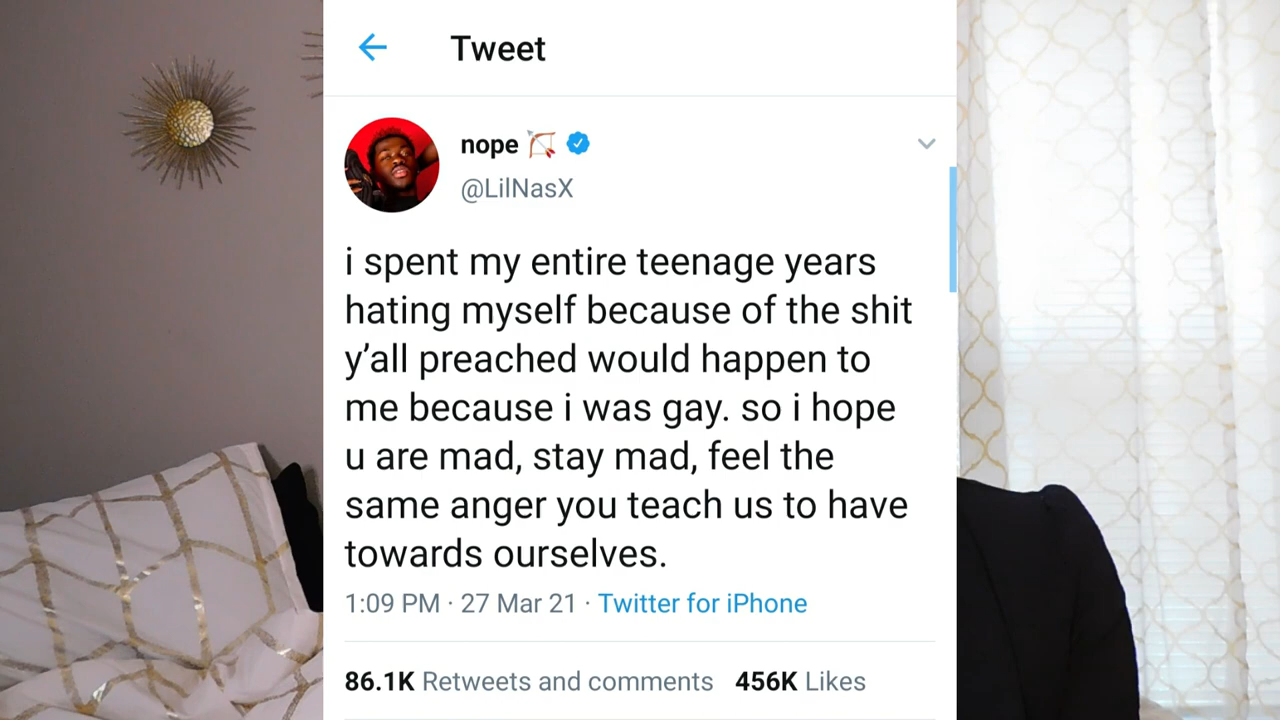 Tweet
nope 🏹
@LilNasX
i spent my entire teenage years
hating myself because of the shit
y’all preached would happen to
me because i was gay. so i hope
u are mad, stay mad, feel the
same anger you teach us to have
towards ourselves.
1:09 PM · 27 Mar 21 · Twitter for iPhone
86.1K Retweets and comments 456K Likes